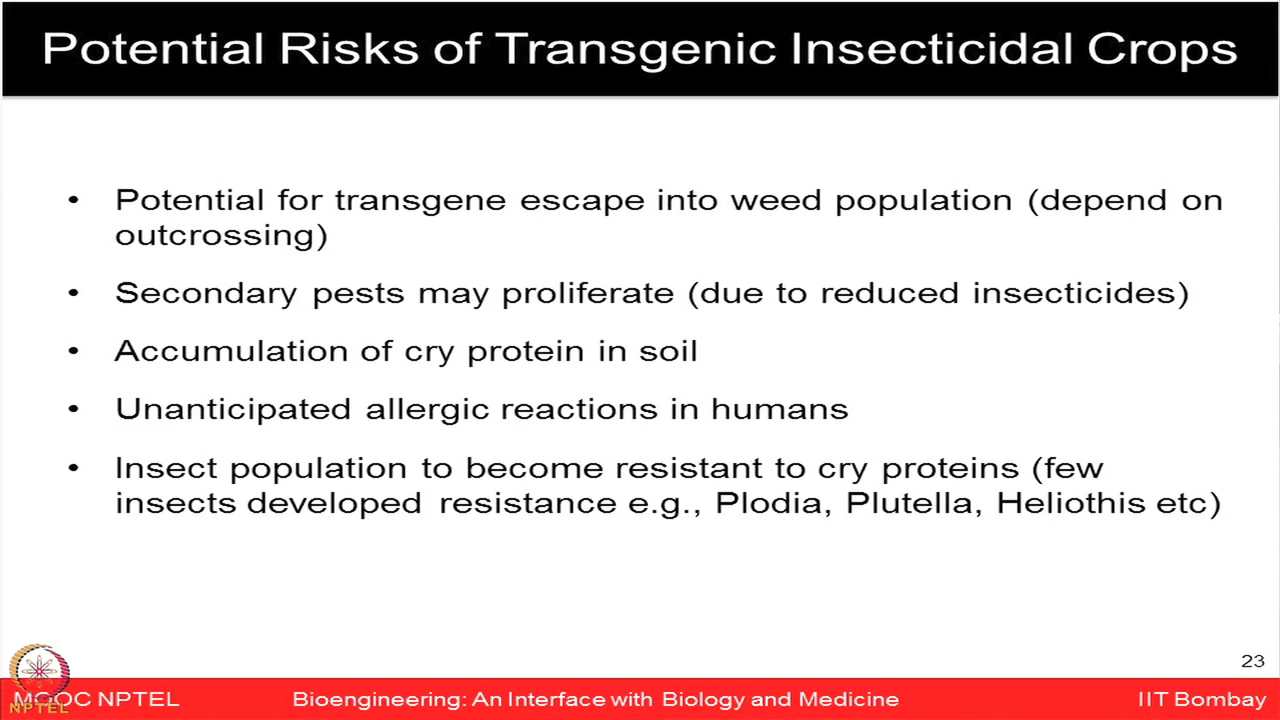 Potential Risks of Transgenic Insecticidal Crops
• Potential for transgene escape into weed population (depend on
outcrossing)
• Secondary pests may proliferate (due to reduced insecticides)
• Accumulation of cry protein in soil
• Unanticipated allergic reactions in humans
• Insect population to become resistant to cry proteins (few
insects developed resistance e.g., Plodia, Plutella, Heliothis etc)
23
MOOC NPTEL Bioengineering: An Interface with Biology and Medicine IIT Bombay
NPTEL